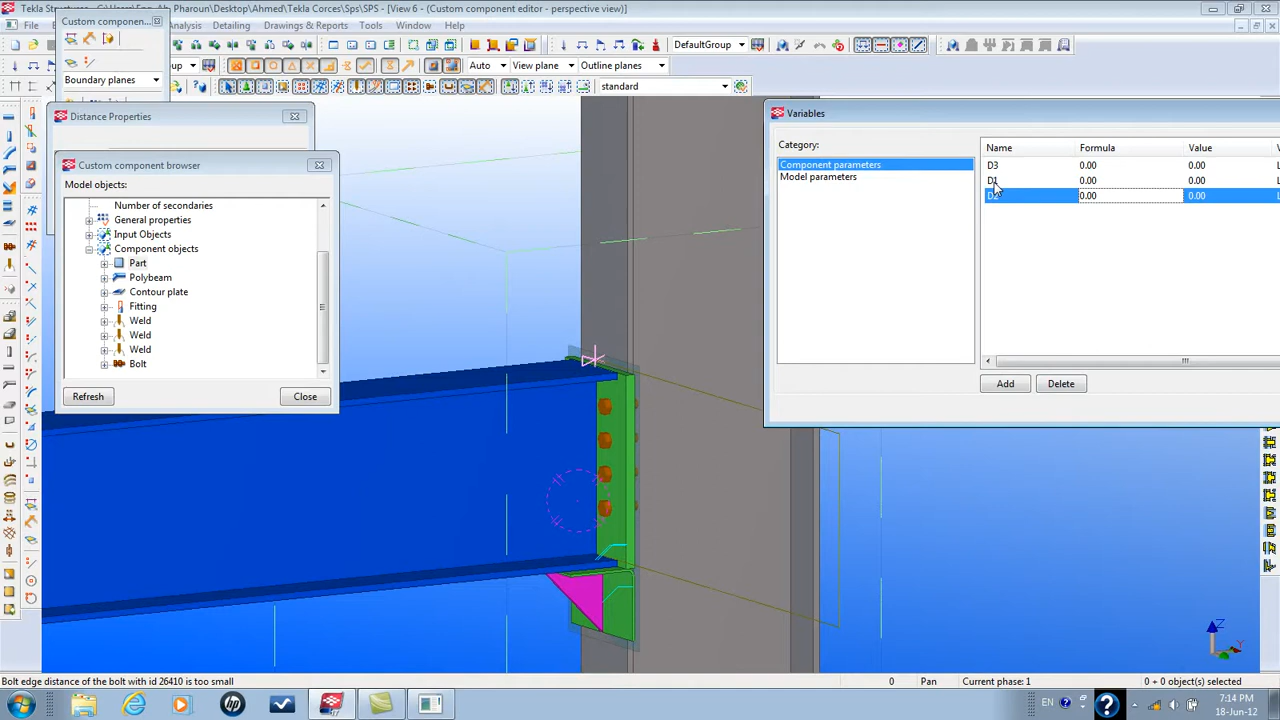 Tekla Structures - Eng. Ab Pharoun - [C:\Users\Ab Pharoun\Desktop\Ahmed\Tekla Corces\Sps\SPS - [View 6 - (Custom component editor - perspective view)]
Custom componen...
File
Analysis
Detailing
Drawings & Reports
Tools
Window
Help
DefaultGroup
Boundary planes
up
Auto
View plane
Outline planes
standard
Distance Properties
Variables
Category:
Component parameters
Model parameters
Name
Formula
Value
D3
0.00
0.00
D1
0.00
0.00
D2
0.00
0.00
Add
Delete
Custom component browser
Model objects:
Number of secondaries
General properties
Input Objects
Component objects
Part
Polybeam
Contour plate
Fitting
Weld
Weld
Weld
Bolt
Refresh
Close
Z
Bolt edge distance of the bolt with id 26410 is too small
0
Pan
Current phase: 1
0 + 0 object(s) selected
EN
7:14 PM
18-Jun-12